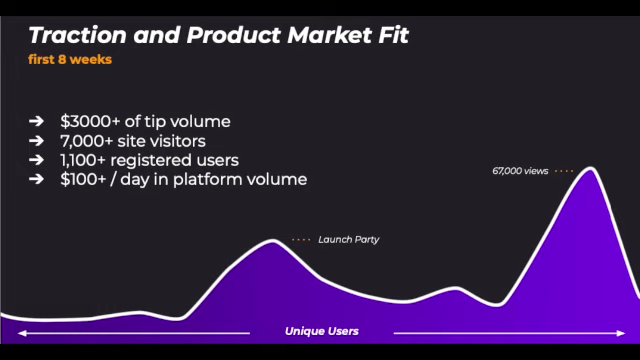 Traction and Product Market Fit
first 8 weeks
➔ $3000+ of tip volume
➔ 7,000+ site visitors
➔ 1,100+ registered users
➔ $100+ / day in platform volume
67,000 views
Launch Party
Unique Users